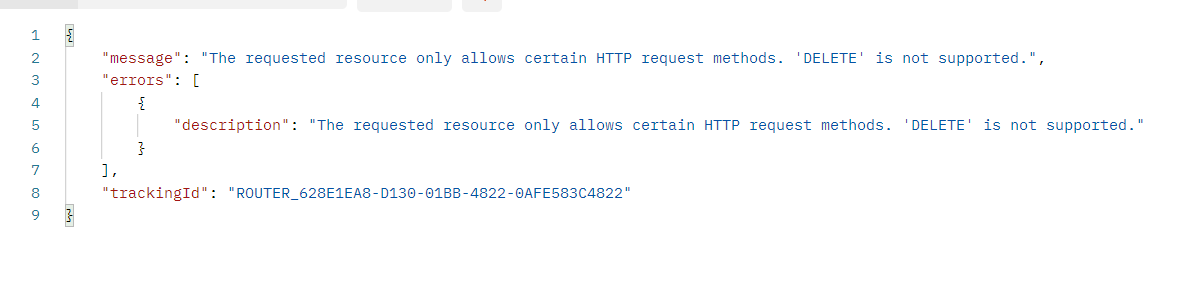 1 {
2 "message": "The requested resource only allows certain HTTP request methods. 'DELETE' is not supported.",
3 "errors": [
4 {
5 "description": "The requested resource only allows certain HTTP request methods. 'DELETE' is not supported."
6 }
7 ],
8 "trackingId": "ROUTER_628E1EA8-D130-01BB-4822-0AFE583C4822"
9 }